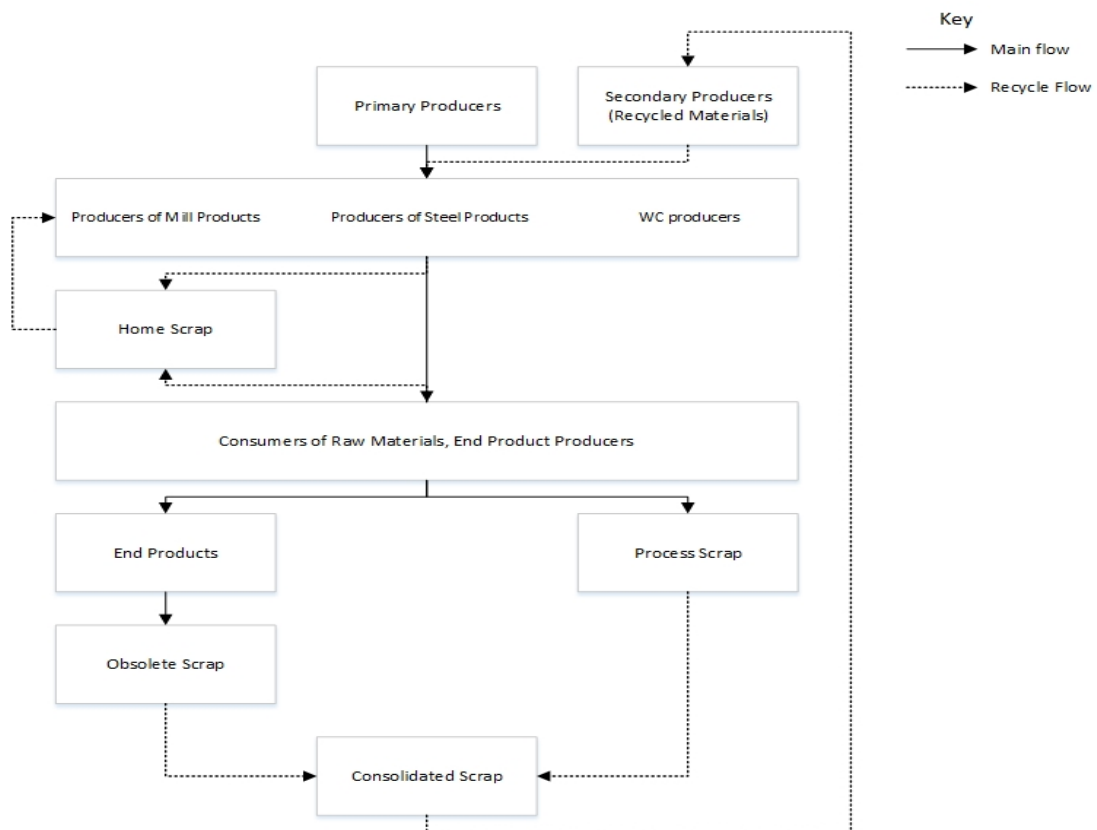 Key
Main flow
Recycle Flow
Primary Producers
Secondary Producers
(Recycled Materials)
Producers of Mill Products
Producers of Steel Products
WC producers
Home Scrap
Consumers of Raw Materials, End Product Producers
End Products
Process Scrap
Obsolete Scrap
Consolidated Scrap